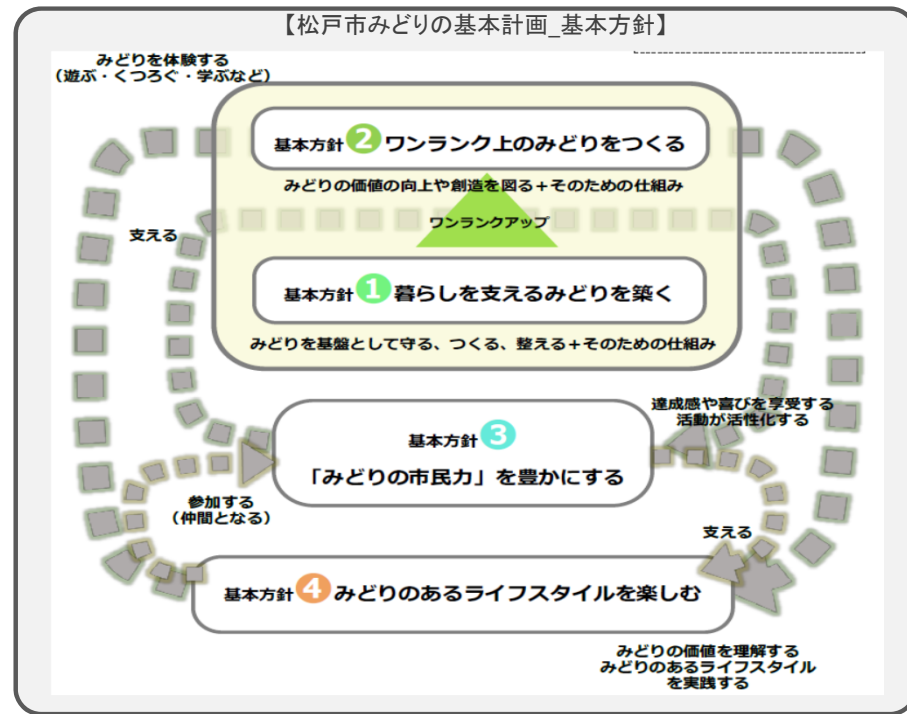 【松戸市みどりの基本計画_基本方針】
みどりを体験する
（遊ぶ・くつろぐ・学ぶなど）
基本方針 2 ワンランク上のみどりをつくる
みどりの価値の向上や創造を図る＋そのための仕組み
支える
ワンランクアップ
基本方針 1 暮らしを支えるみどりを築く
みどりを基盤として守る、つくる、整える＋そのための仕組み
達成感や喜びを享受する
活動が活性化する
基本方針 3
「みどりの市民力」を豊かにする
参加する
（仲間となる）
支える
基本方針 4 みどりのあるライフスタイルを楽しむ
みどりの価値を理解する
みどりのあるライフスタイル
を実践する